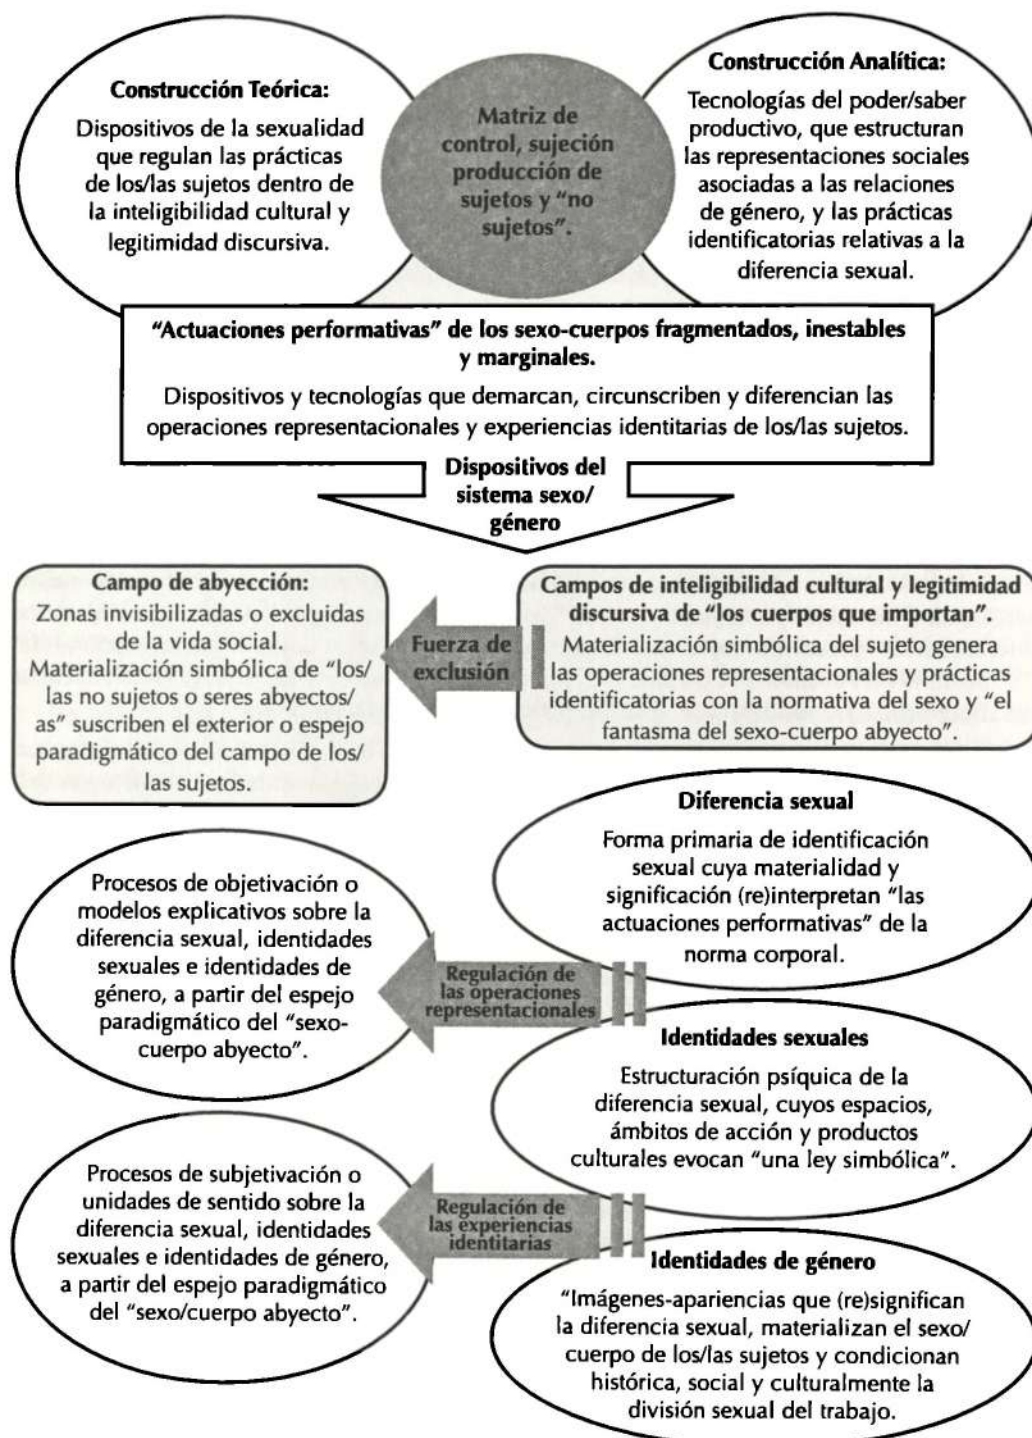 Construcción Teórica:
Dispositivos de la sexualidad
que regulan las prácticas
de los/las sujetos dentro de
la inteligibilidad cultural y
legitimidad discursiva.
Matriz de
control, sujeción
producción de
sujetos y “no
sujetos”.
Construcción Analítica:
Tecnologías del poder/saber
productivo, que estructuran
las representaciones sociales
asociadas a las relaciones
de género, y las prácticas
identificatorias relativas a la
diferencia sexual.
“Actuaciones performativas” de los sexo-cuerpos fragmentados, inestables
y marginales.
Dispositivos y tecnologías que demarcan, circunscriben y diferencian las
operaciones representacionales y experiencias identitarias de los/las sujetos.
Dispositivos del
sistema sexo/
género
Campo de abyección:
Zonas invisibilizadas o excluidas
de la vida social.
Materialización simbólica de “los/
las no sujetos o seres abyectos/
as” suscriben el exterior o espejo
paradigmático del campo de los/
las sujetos.
Fuerza de
exclusión
Campos de inteligibilidad cultural y legitimidad
discursiva de “los cuerpos que importan”.
Materialización simbólica del sujeto genera
las operaciones representacionales y prácticas
identificatorias con la normativa del sexo y “el
fantasma del sexo-cuerpo abyecto”.
Diferencia sexual
Forma primaria de identificación
sexual cuya materialidad y
significación (re)interpretan “las
actuaciones performativas” de la
norma corporal.
Procesos de objetivación o
modelos explicativos sobre la
diferencia sexual, identidades
sexuales e identidades de
género, a partir del espejo
paradigmático del “sexo-
cuerpo abyecto”.
Regulación de
las operaciones
representacionales
Identidades sexuales
Estructuración psíquica de la
diferencia sexual, cuyos espacios,
ámbitos de acción y productos
culturales evocan “una ley simbólica”.
Procesos de subjetivación o
unidades de sentido sobre la
diferencia sexual, identidades
sexuales e identidades de género,
a partir del espejo paradigmático
del “sexo/cuerpo abyecto”.
Regulación de
las experiencias
identitarias
Identidades de género
“Imágenes-apariencias que (re)significan
la diferencia sexual, materializan el sexo/
cuerpo de los/las sujetos y condicionan
histórica, social y culturalmente la
división sexual del trabajo.